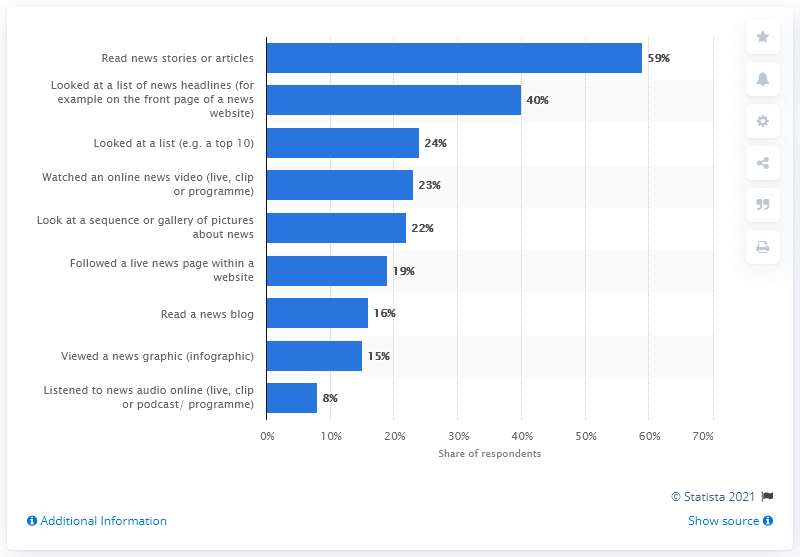 Read news stories or articles
59%
Looked at a list of news headlines (for
example on the front page of a news
website)
40%
Looked at a list (e.g. a top 10)
24%
Watched an online news video (live, clip
or programme)
23%
Look at a sequence or gallery of pictures
about news
22%
Followed a live news page within a
website
19%
Read a news blog
16%
Viewed a news graphic (infographic)
15%
Listened to news audio online (live, clip
or podcast/ programme)
8%
0% 10% 20% 30% 40% 50% 60% 70%
Share of respondents
© Statista 2021
Additional Information
Show source